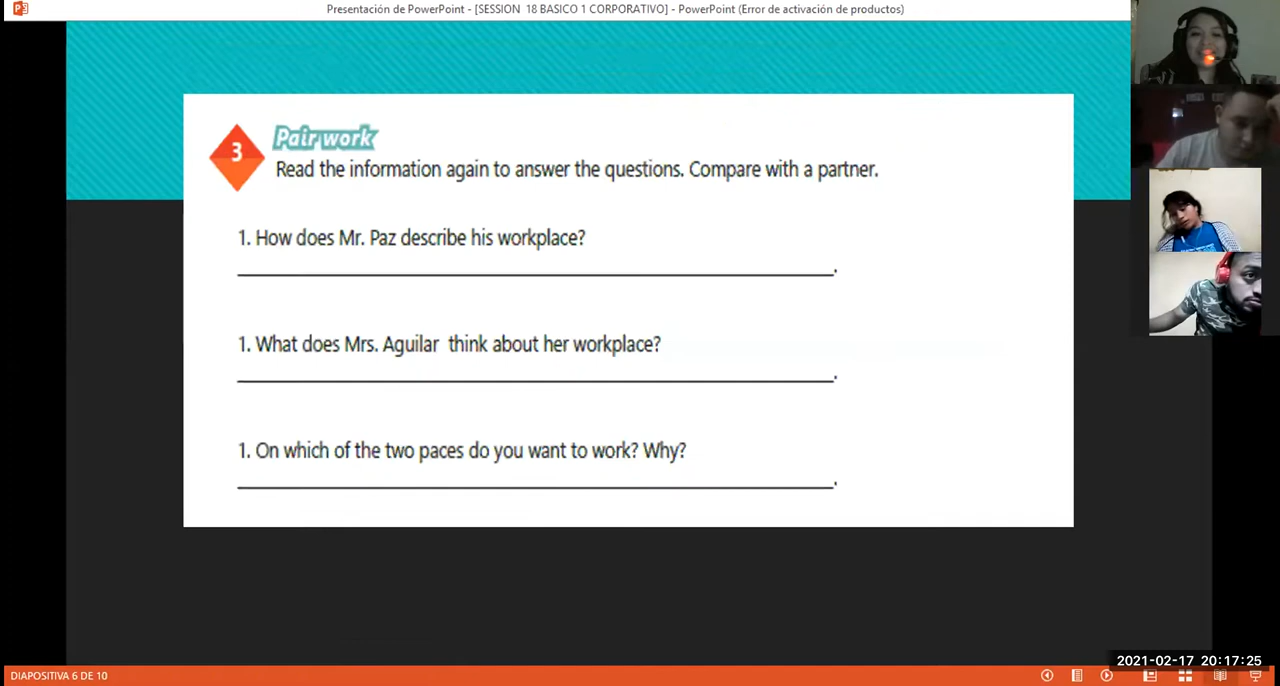 Presentación de PowerPoint - [SESSION 18 BASICO 1 CORPORATIVO] - PowerPoint (Error de activación de productos)
3
Pair work
Read the information again to answer the questions. Compare with a partner.
1. How does Mr. Paz describe his workplace?
1. What does Mrs. Aguilar think about her workplace?
1. On which of the two paces do you want to work? Why?
2021-02-17 20:17:25
DIAPOSITIVA 6 DE 10